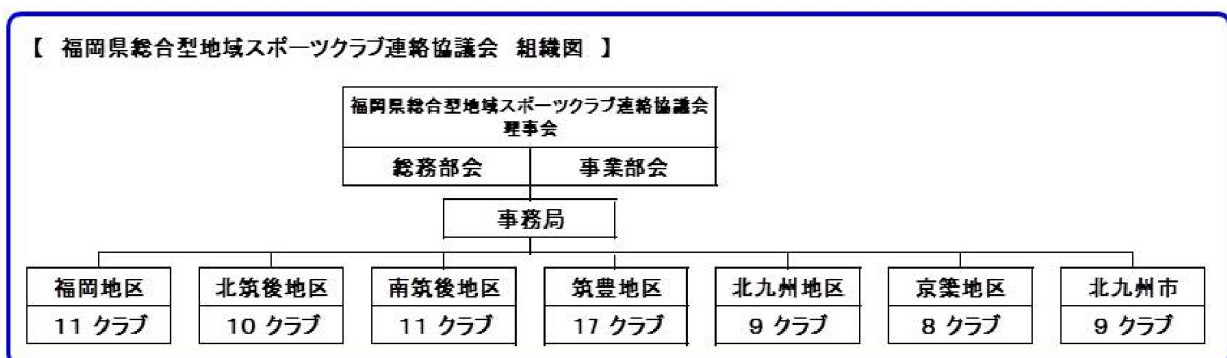 【 福岡県総合型地域スポーツクラブ連絡協議会 組織図 】
福岡県総合型地域スポーツクラブ連絡協議会
理事会
総務部会 事業部会
事務局
福岡地区 北筑後地区 南筑後地区 筑豊地区 北九州地区 京築地区 北九州市
11 クラブ 10 クラブ 11 クラブ 17 クラブ 9 クラブ 8 クラブ 9 クラブ